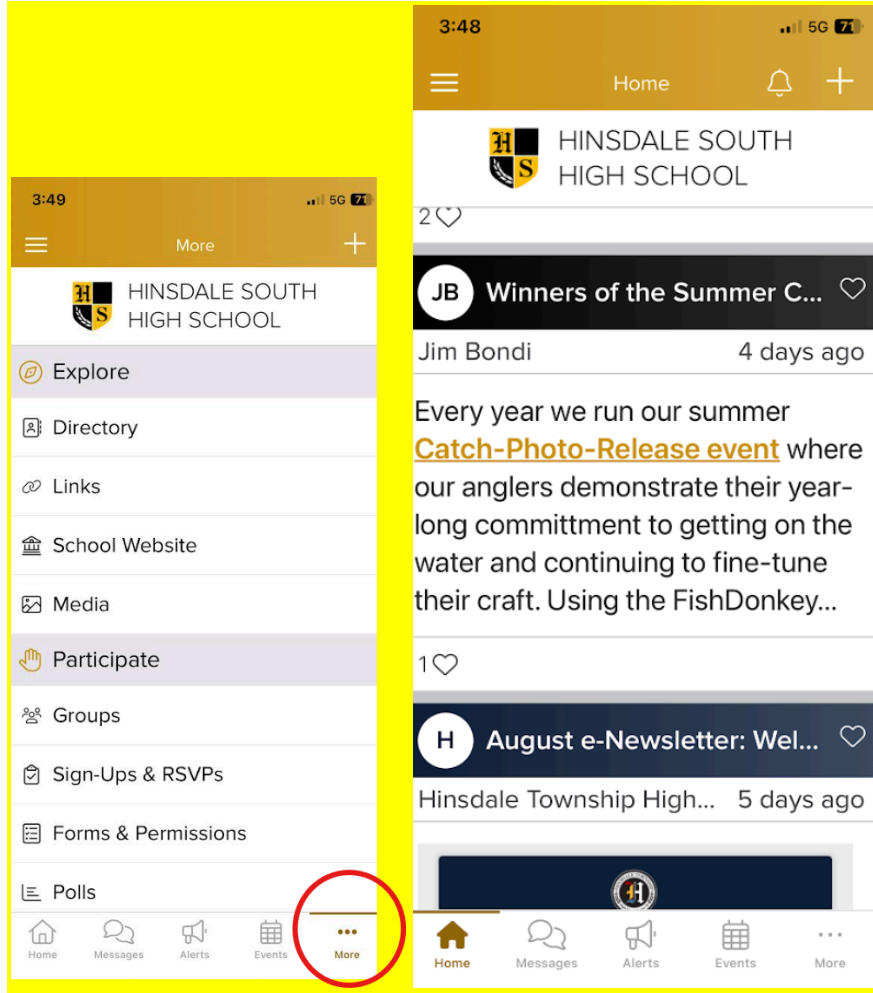 3:49
5G 71
More
H
S
HINSDALE SOUTH
HIGH SCHOOL
Explore
Directory
Links
School Website
Media
Participate
Groups
Sign-Ups & RSVPs
Forms & Permissions
Polls
Home Messages Alerts Events More
3:48
5G 71
Home
H
S
HINSDALE SOUTH
HIGH SCHOOL
2
JB Winners of the Summer C...
Jim Bondi 4 days ago
Every year we run our summer
Catch-Photo-Release event where
our anglers demonstrate their year-
long committment to getting on the
water and continuing to fine-tune
their craft. Using the FishDonkey...
1
H August e-Newsletter: Wel...
Hinsdale Township High... 5 days ago
H
Home Messages Alerts Events More